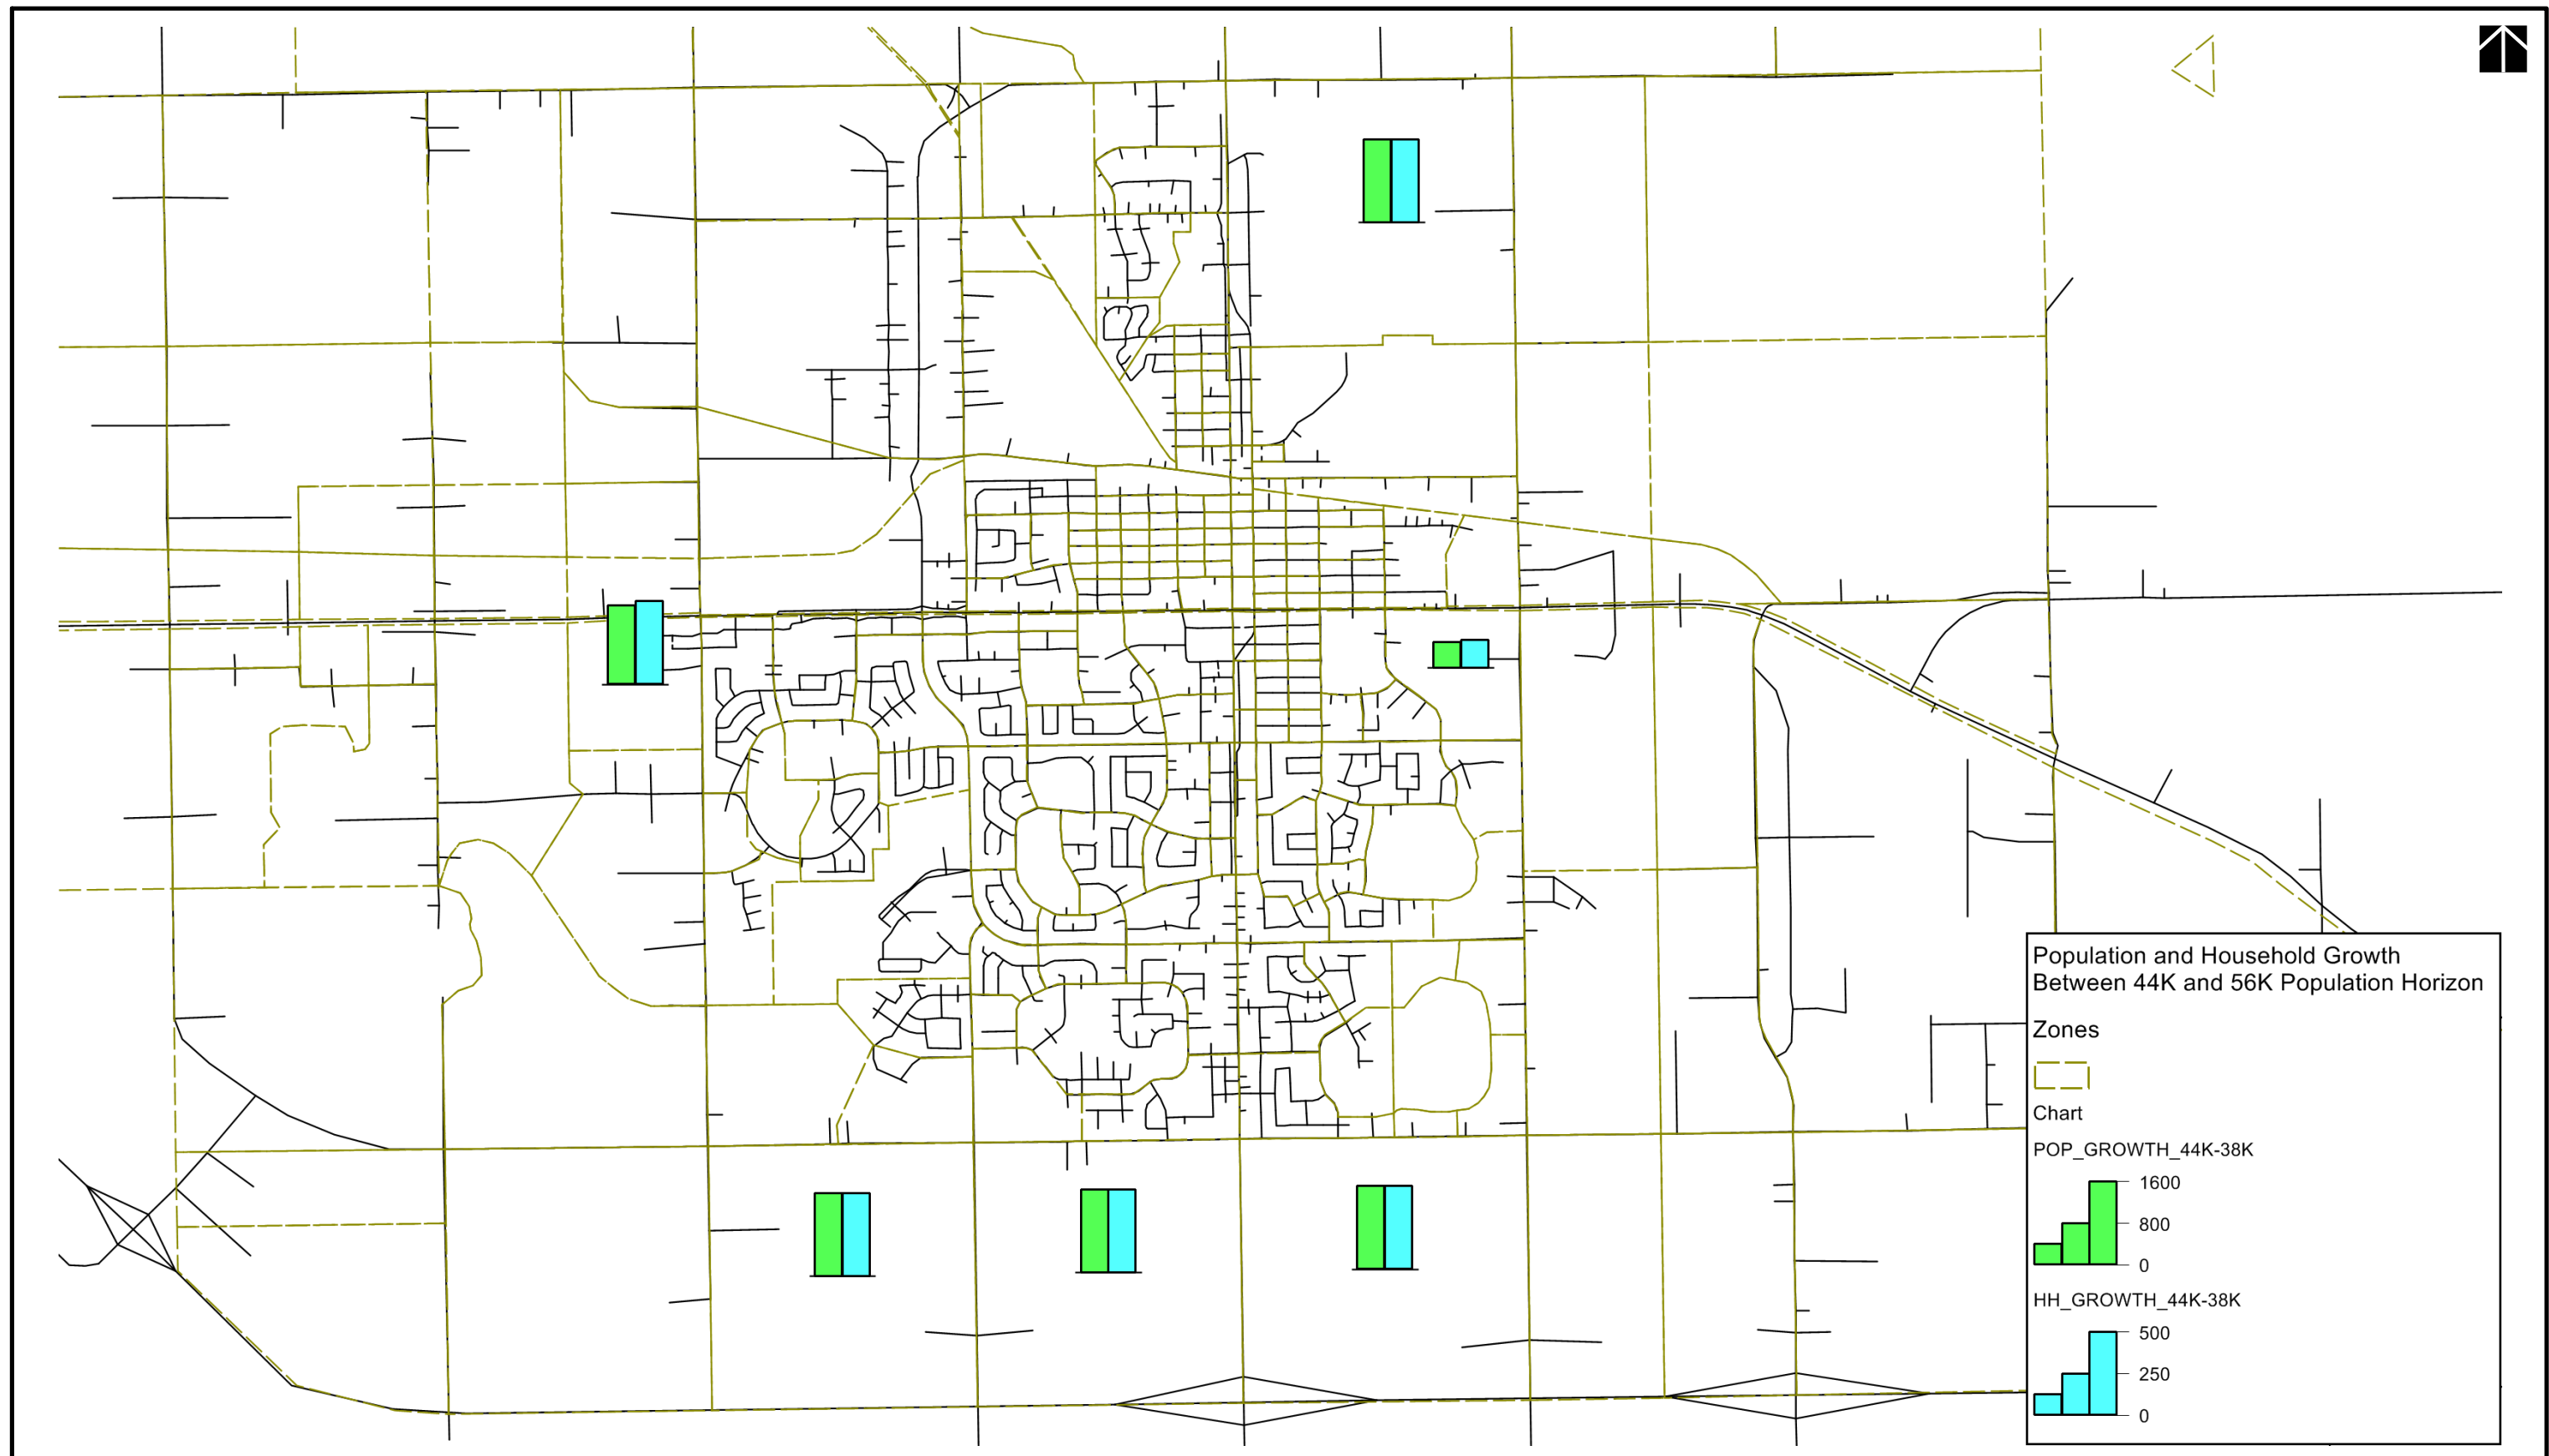 Population and Household Growth
Between 44K and 56K Population Horizon
Zones
Chart
POP_GROWTH_44K-38K
1600
800
0
HH_GROWTH_44K-38K
500
250
0